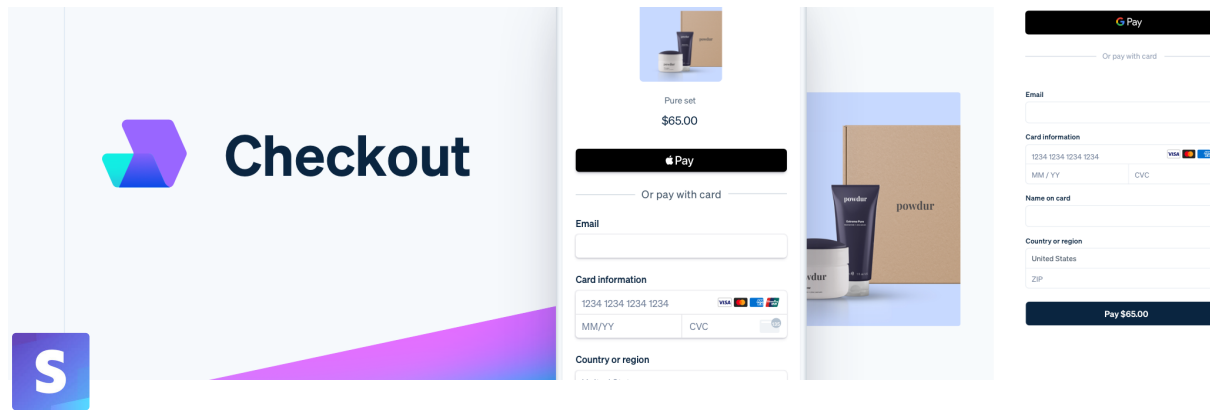 Checkout
S
powdur
Pure set
$65.00
Pay
Or pay with card
Email
Card information
1234 1234 1234 1234
VISA
MM/YY
CVC
Country or region
powdur
powdur
G Pay
Or pay with card
Email
Card information
1234 1234 1234 1234
VISA
MM / YY
CVC
Name on card
Country or region
United States
ZIP
Pay $65.00